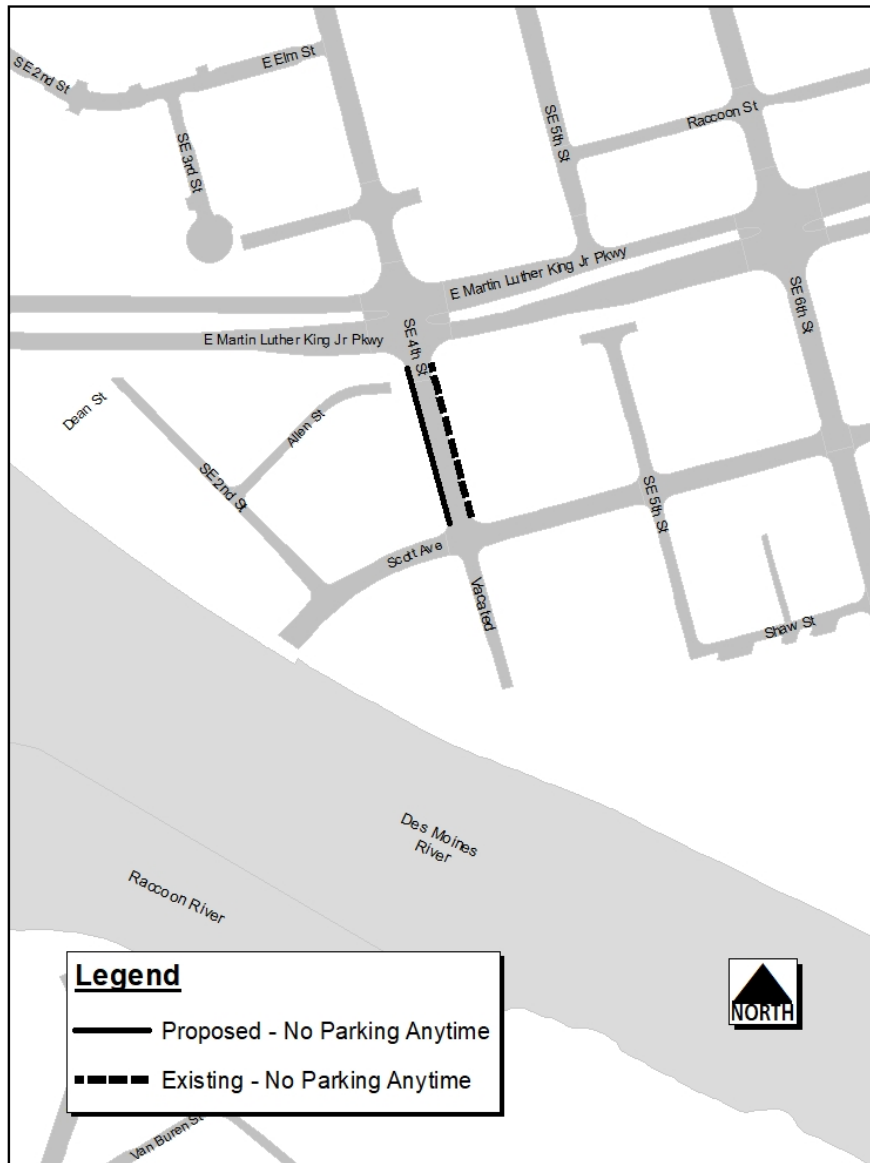 SE 2nd St
E Elm St
SE 3rd St
SE 5th St
Raccoon St
E Martin Luther King Jr Pkwy
SE 6th St
E Martin Luther King Jr Pkwy
SE 4th St
Dean St
Allen St
SE 2nd St
SE 5th St
Scott Ave
Vacated
Shaw St
Des Moines
River
Raccoon River
Legend
Proposed - No Parking Anytime
Existing - No Parking Anytime
NORTH
Van Buren St